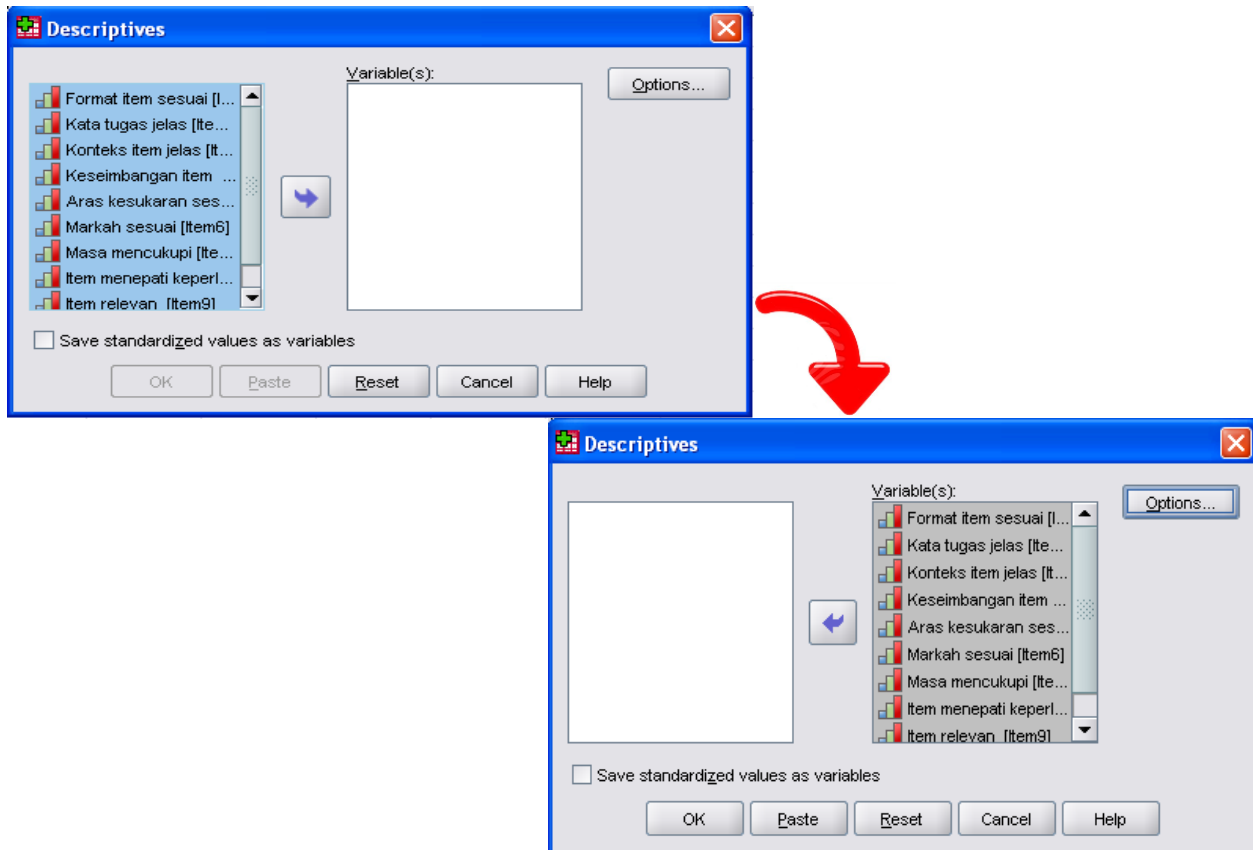 Descriptives
Variable(s):
Options...
Format item sesuai [I...
Kata tugas jelas [Ite...
Konteks item jelas [It...
Keseimbangan item ...
Aras kesukaran ses...
Markah sesuai [Item6]
Masa mencukupi [Ite...
Item menepati keperl...
Item relevan [Item9]
Save standardized values as variables
OK Paste Reset Cancel Help
Descriptives
Variable(s):
Options...
Format item sesuai [I...
Kata tugas jelas [Ite...
Konteks item jelas [It...
Keseimbangan item ...
Aras kesukaran ses...
Markah sesuai [Item6]
Masa mencukupi [Ite...
Item menepati keperl...
Item relevan [Item9]
Save standardized values as variables
OK Paste Reset Cancel Help